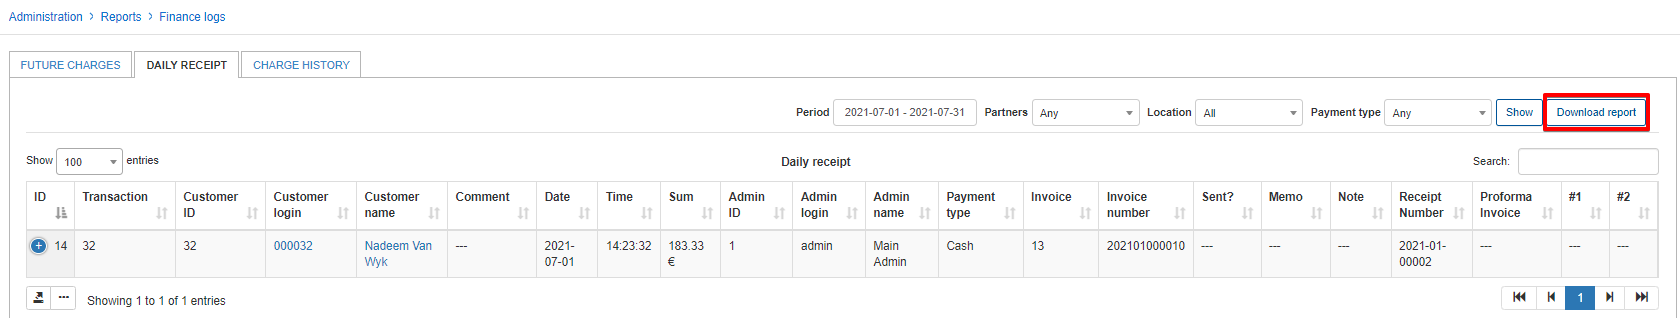 Administration > Reports > Finance logs
FUTURE CHARGES DAILY RECEIPT CHARGE HISTORY
Period 2021-07-01 - 2021-07-31 Partners Any Location All Payment type Any Show Download report
Show 100 entries Daily receipt Search:
ID Transaction Customer ID Customer login Customer name Comment Date Time Sum Admin ID Admin login Admin name Payment type Invoice Invoice number Sent? Memo Note Receipt Number Proforma Invoice #1 #2
+ 14 32 32 000032 Nadeem Van Wyk --- 2021-07-01 14:23:32 183.33 € 1 admin Main Admin Cash 13 202101000010 --- --- --- 2021-01-00002 --- --- ---
Showing 1 to 1 of 1 entries 1